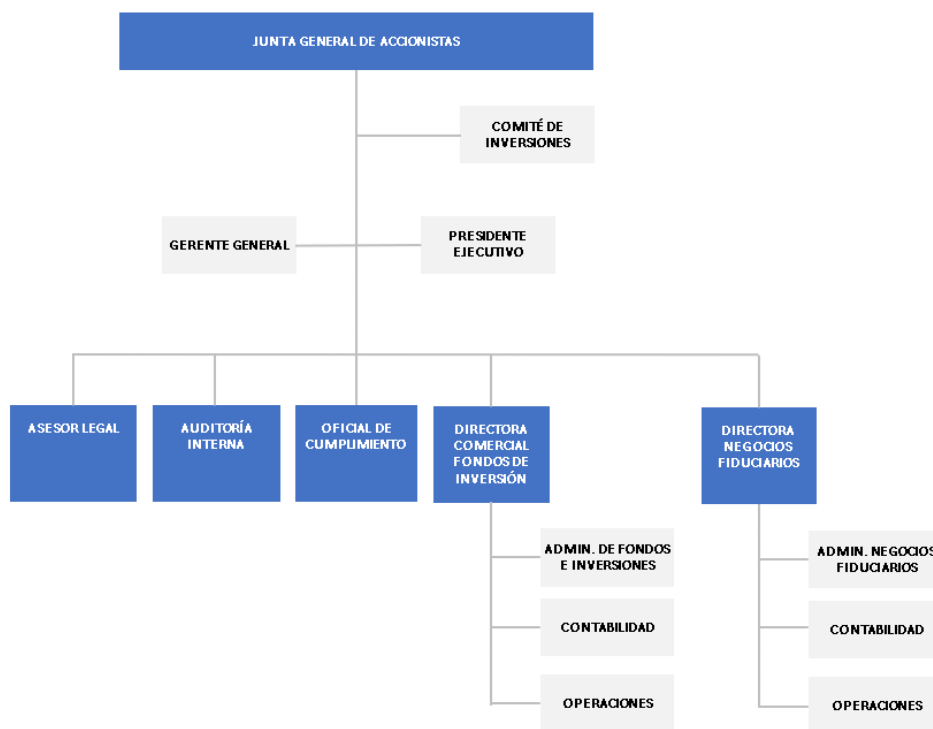 JUNTA GENERAL DE ACCIONISTAS
COMITÉ DE
INVERSIONES
GERENTE GENERAL
PRESIDENTE
EJECUTIVO
ASESOR LEGAL
AUDITORÍA
INTERNA
OFICIAL DE
CUMPLIMIENTO
DIRECTORA
COMERCIAL
FONDOS DE
INVERSIÓN
DIRECTORA
NEGOCIOS
FIDUCIARIOS
ADMIN. DE FONDOS
E INVERSIONES
CONTABILIDAD
OPERACIONES
ADMIN. NEGOCIOS
FIDUCIARIOS
CONTABILIDAD
OPERACIONES